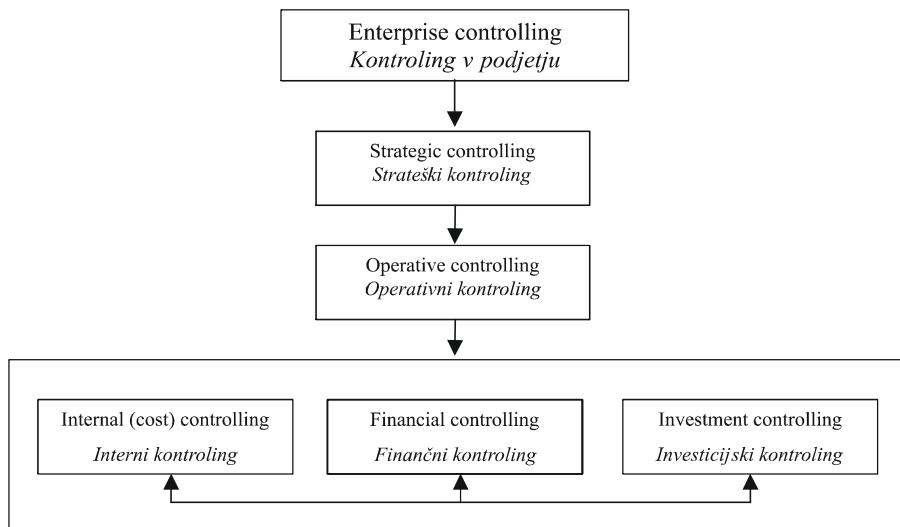 Enterprise controlling
Kontroling v podjetju
Strategic controlling
Strateški kontroling
Operative controlling
Operativni kontroling
Internal (cost) controlling
Interni kontroling
Financial controlling
Finančni kontroling
Investment controlling
Investicijski kontroling